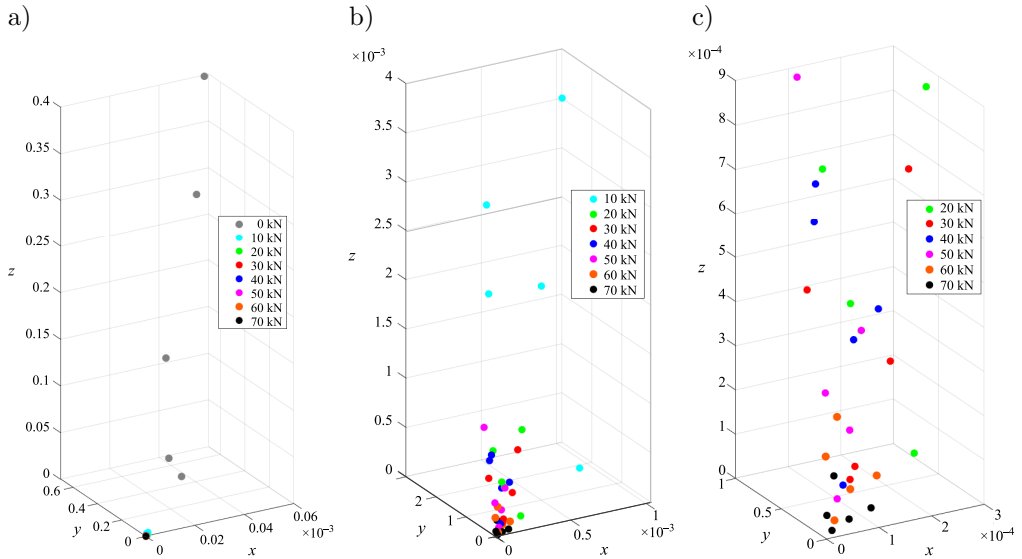 a)
0.4
0.35
0.3
0.25
0.2
0.15
0.1
0.05
0
z
0.6
0.4
0.2
0
y
0
0.02
0.04
0.06
×10⁻³
x
0 kN
10 kN
20 kN
30 kN
40 kN
50 kN
60 kN
70 kN
b)
×10⁻³
4
3.5
3
2.5
2
1.5
1
0.5
0
z
2
1
0
y
0
0.5
1
×10⁻³
x
10 kN
20 kN
30 kN
40 kN
50 kN
60 kN
70 kN
c)
×10⁻⁴
9
8
7
6
5
4
3
2
1
0
z
1
0.5
0
y
0
1
2
3
×10⁻⁴
x
20 kN
30 kN
40 kN
50 kN
60 kN
70 kN